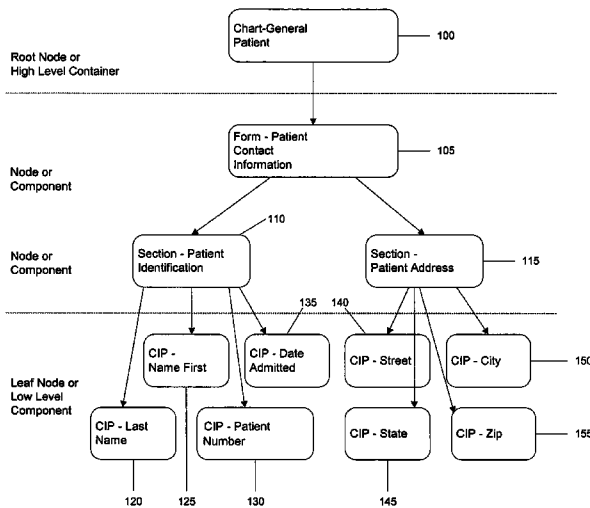 Chart-General
Patient
100
Root Node or
High Level Container
Form - Patient
Contact
Information
105
Node or
Component
110
Node or
Component
Section - Patient
Identification
Section -
Patient Address
115
135
140
CIP -
Name First
CIP - Date
Admitted
CIP - Street
CIP - City
150
Leaf Node or
Low Level
Component
CIP - Last
Name
CIP - Patient
Number
CIP - State
CIP - Zip
155
120
125
130
145